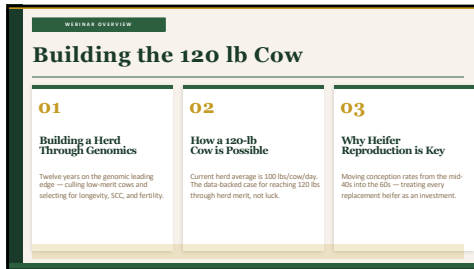 WEBINAR OVERVIEW
Building the 120 lb Cow
01
Building a Herd
Through Genomics
Twelve years on the genomic leading
edge — culling low-merit cows and
selecting for longevity, SCC, and fertility.
02
How a 120-lb
Cow is Possible
Current herd average is 100 lbs/cow/day.
The data-backed case for reaching 120 lbs
through herd merit, not luck.
03
Why Heifer
Reproduction is Key
Moving conception rates from the mid-
40s into the 60s — treating every
replacement heifer as an investment.